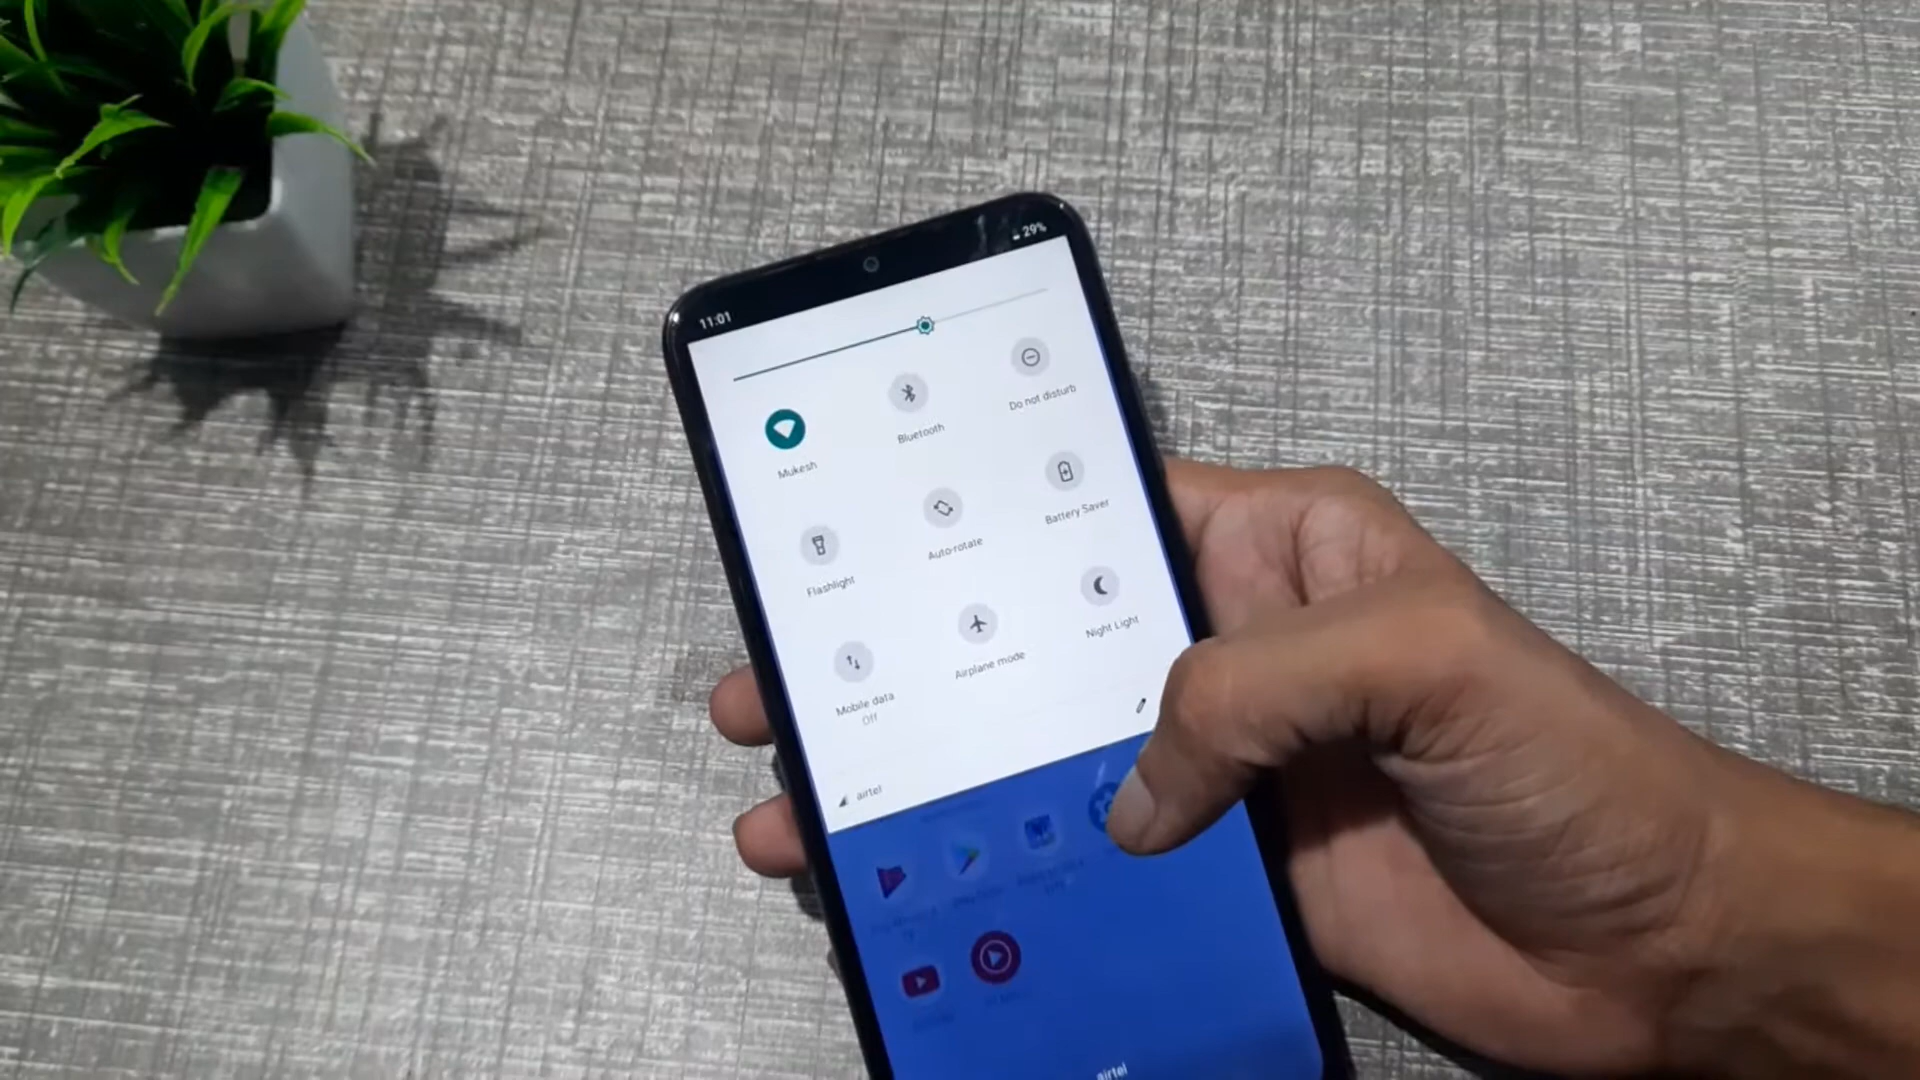 11:01
29%
Mukesh
Bluetooth
Do not disturb
Flashlight
Auto-rotate
Battery Saver
Mobile data
Off
Airplane mode
Night Light
airtel
airtel